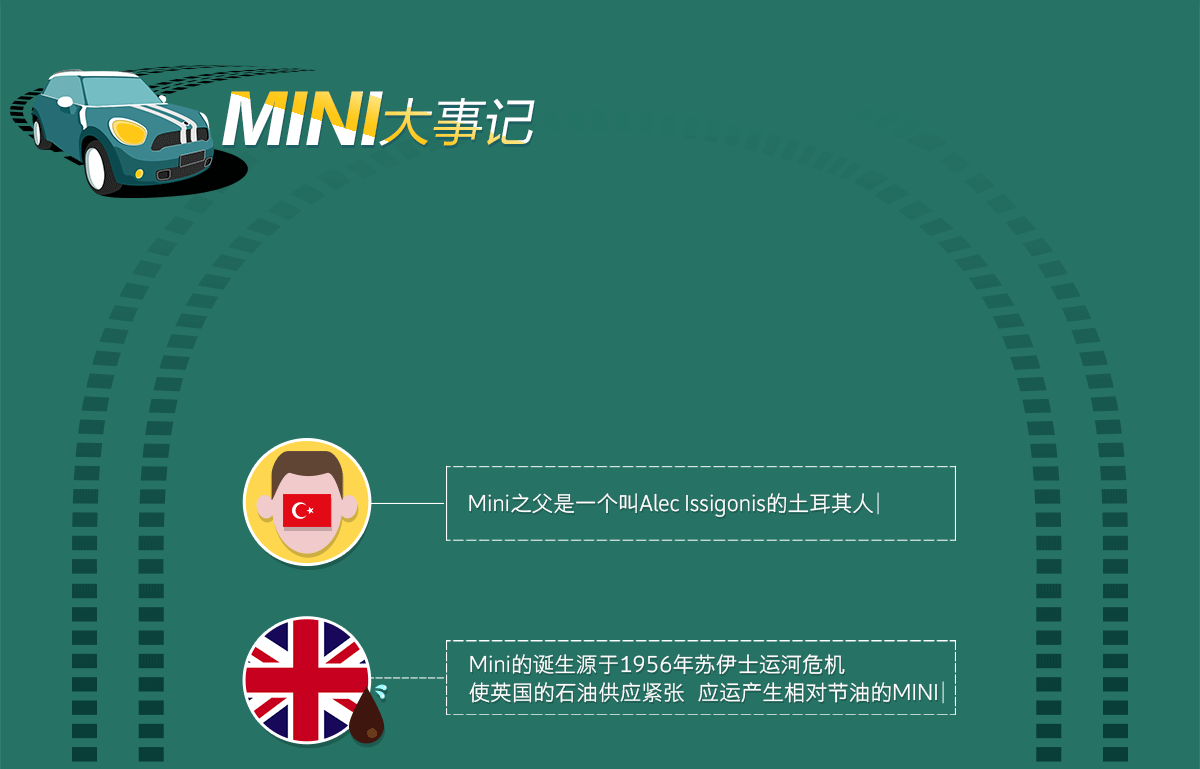 MINI大事记
Mini之父是一个叫Alec Issigonis的土耳其人
Mini的诞生源于1956年苏伊士运河危机
使英国的石油供应紧张 应运产生相对节油的MINI